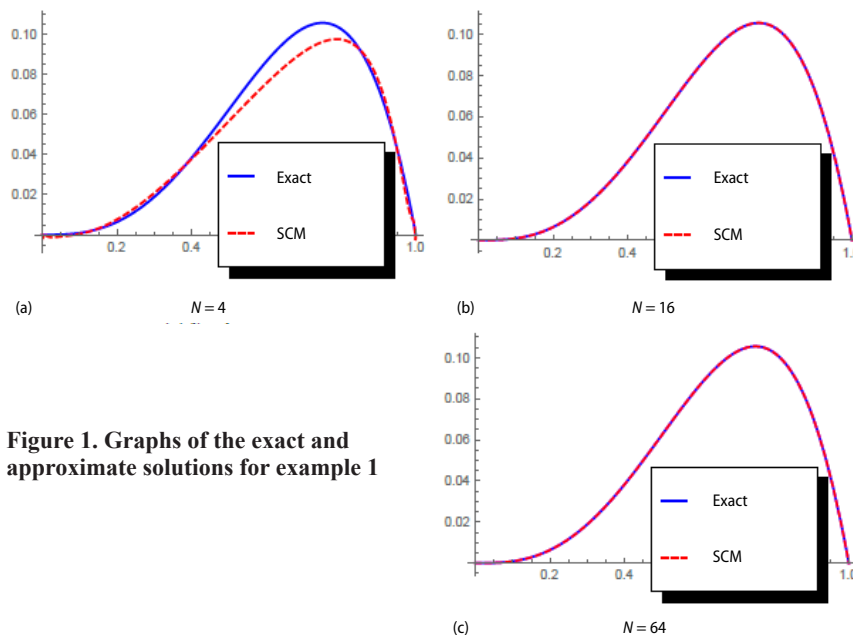 0.10
0.08
0.06
0.04
0.02
0.2
1.0
Exact
SCM
(a) N = 4
0.10
0.08
0.06
0.04
0.02
0.2
0.4
1.0
Exact
SCM
(b) N = 16
Figure 1. Graphs of the exact and
approximate solutions for example 1
0.10
0.08
0.06
0.04
0.02
0.2
0.4
1.0
Exact
SCM
(c) N = 64